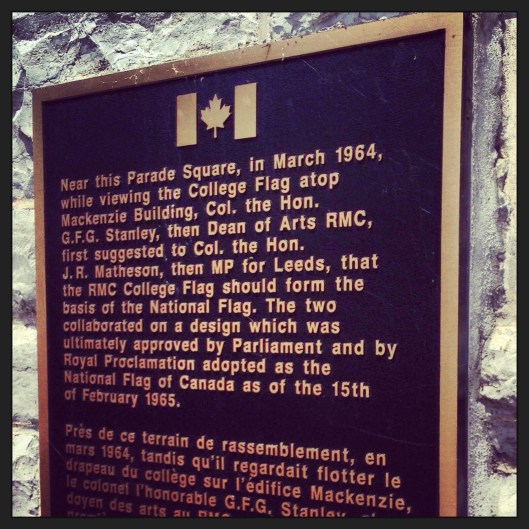 Near this Parade Square, in March 1964,
while viewing the College Flag atop
Mackenzie Building, Col. the Hon.
G.F.G. Stanley, then Dean of Arts RMC,
first suggested to Col. the Hon.
J.R. Matheson, then MP for Leeds, that
the RMC College Flag should form the
basis of the National Flag. The two
collaborated on a design which was
ultimately approved by Parliament and by
Royal Proclamation adopted as the
National Flag of Canada as of the 15th
of February 1965.
Près de ce terrain de rassemblement, en
mars 1964, tandis qu'il regardait flotter le
drapeau du collège sur l'édifice Mackenzie,
le colonel l'honorable G.F.G. Stanley,
doyen des arts au